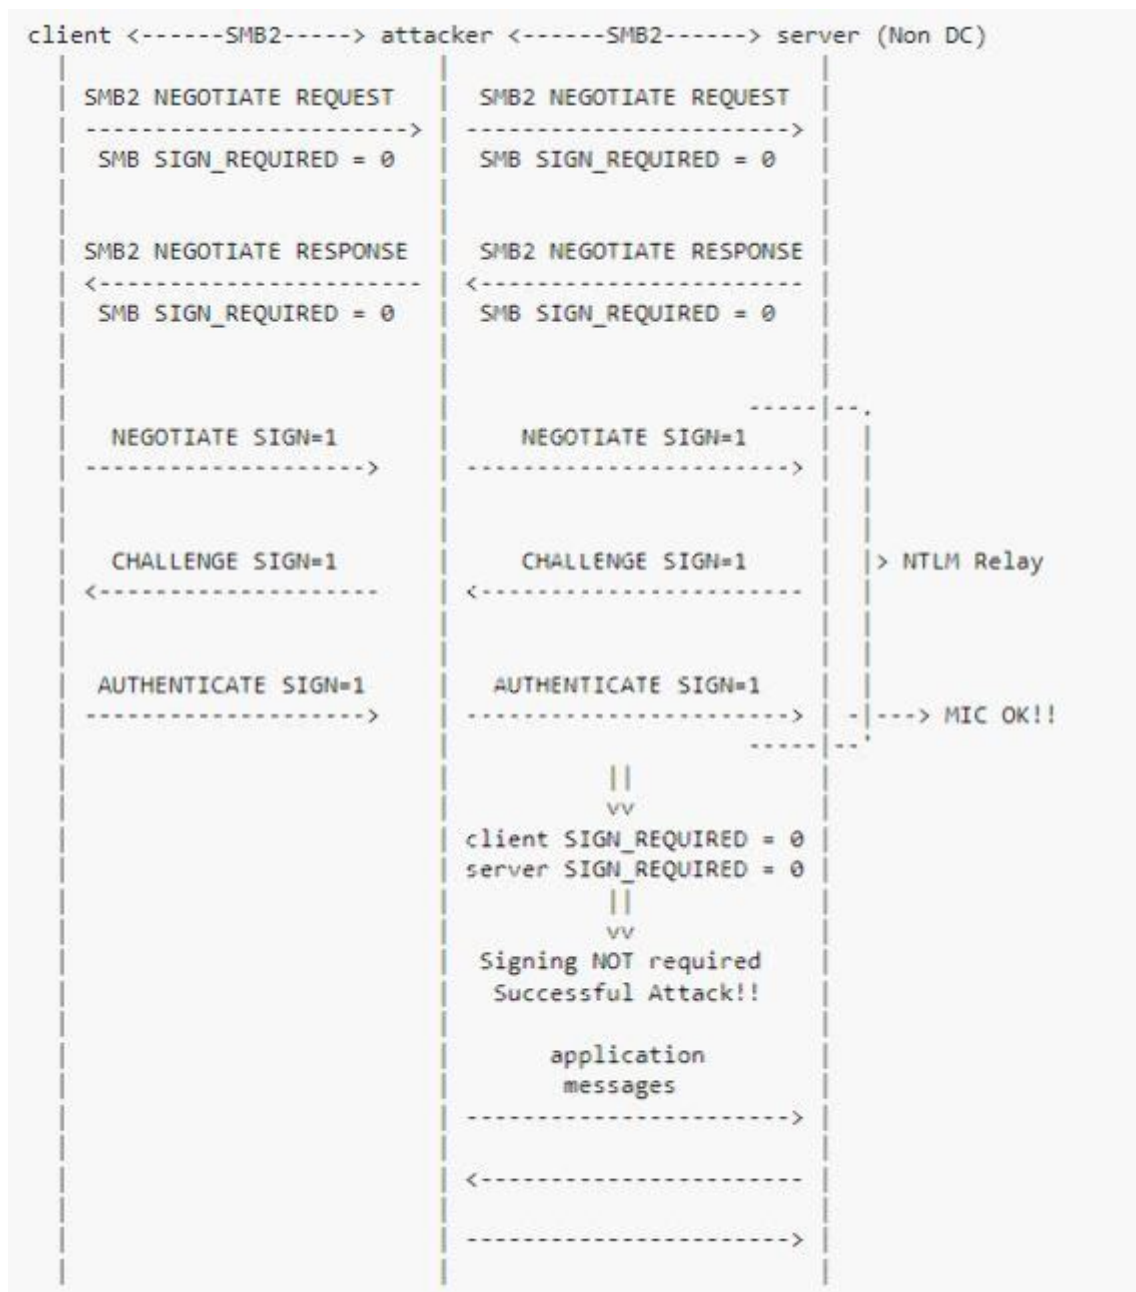 client <------SMB2-----> attacker <------SMB2------> server (Non DC)
SMB2 NEGOTIATE REQUEST | SMB2 NEGOTIATE REQUEST
-----------------------> | ----------------------->
SMB SIGN_REQUIRED = 0 | SMB SIGN_REQUIRED = 0
SMB2 NEGOTIATE RESPONSE | SMB2 NEGOTIATE RESPONSE
<----------------------- | <-----------------------
SMB SIGN_REQUIRED = 0 | SMB SIGN_REQUIRED = 0
-----|--.
NEGOTIATE SIGN=1 | NEGOTIATE SIGN=1
--------------------> | ----------------------->
CHALLENGE SIGN=1 | CHALLENGE SIGN=1 | |> NTLM Relay
<-------------------- | <-----------------------
AUTHENTICATE SIGN=1 | AUTHENTICATE SIGN=1
--------------------> | -----------------------> | -|---> MIC OK!!
-----|--'
||
vv
client SIGN_REQUIRED = 0
server SIGN_REQUIRED = 0
||
vv
Signing NOT required
Successful Attack!!
application
messages
----------------------->
<-----------------------
----------------------->